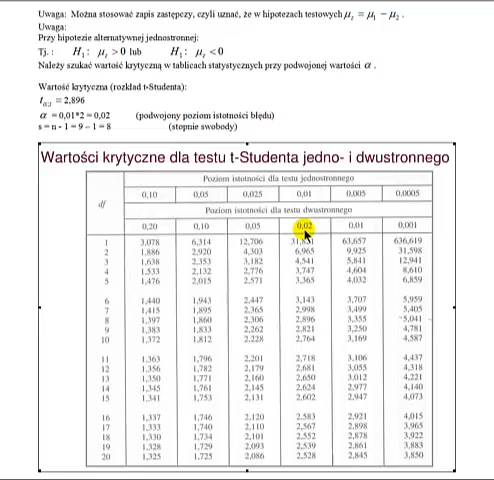 Uwaga: Można stosować zapis zastępczy, czyli uznać, że w hipotezach testowych μz = μ1 − μ2 .
Uwaga:
Przy hipotezie alternatywnej jednostronnej:
Tj. : H1 : μz > 0 lub H1 : μz < 0
Należy szukać wartość krytyczną w tablicach statystycznych przy podwojonej wartości α .
Wartość krytyczna (rozkład t-Studenta):
tα;s = 2,896
α = 0,01*2 = 0,02 (podwojony poziom istotności błędu)
s = n - 1 = 9 – 1 = 8 (stopnie swobody)
Wartości krytyczne dla testu t-Studenta jedno- i dwustronnego
df Poziom istotności dla testu jednostronnego
0,10 0,05 0,025 0,01 0,005 0,0005
Poziom istotności dla testu dwustronnego
0,20 0,10 0,05 0,02 0,01 0,001
1 3,078 6,314 12,706 31,821 63,657 636,619
2 1,886 2,920 4,303 6,965 9,925 31,598
3 1,638 2,353 3,182 4,541 5,841 12,941
4 1,533 2,132 2,776 3,747 4,604 8,610
5 1,476 2,015 2,571 3,365 4,032 6,859
6 1,440 1,943 2,447 3,143 3,707 5,959
7 1,415 1,895 2,365 2,998 3,499 5,405
8 1,397 1,860 2,306 2,896 3,355 5,041
9 1,383 1,833 2,262 2,821 3,250 4,781
10 1,372 1,812 2,228 2,764 3,169 4,587
11 1,363 1,796 2,201 2,718 3,106 4,437
12 1,356 1,782 2,179 2,681 3,055 4,318
13 1,350 1,771 2,160 2,650 3,012 4,221
14 1,345 1,761 2,145 2,624 2,977 4,140
15 1,341 1,753 2,131 2,602 2,947 4,073
16 1,337 1,746 2,120 2,583 2,921 4,015
17 1,333 1,740 2,110 2,567 2,898 3,965
18 1,330 1,734 2,101 2,552 2,878 3,922
19 1,328 1,729 2,093 2,539 2,861 3,883
20 1,325 1,725 2,086 2,528 2,845 3,850